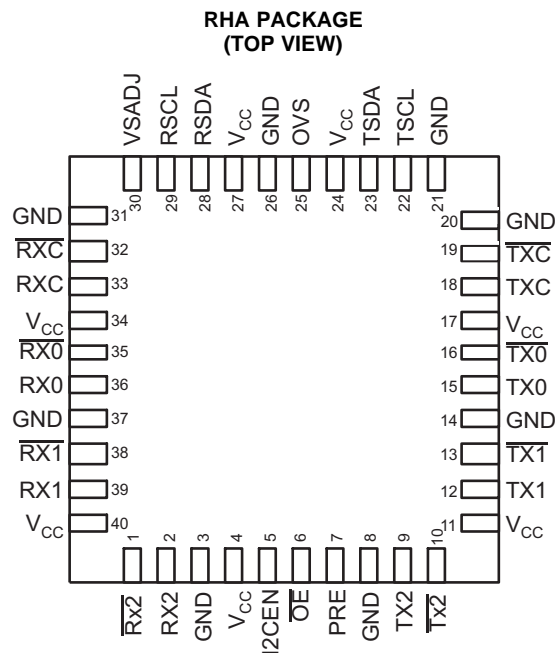 RHA PACKAGE
(TOP VIEW)
VSADJ
RSCL
RSDA
VCC
GND
OVS
VCC
TSDA
TSCL
GND
30
29
28
27
26
25
24
23
22
21
GND 31
RXC 32
RXC 33
VCC 34
RX0 35
RX0 36
GND 37
RX1 38
RX1 39
VCC 40
20 GND
19 TXC
18 TXC
17 VCC
16 TX0
15 TX0
14 GND
13 TX1
12 TX1
11 VCC
1
2
3
4
5
6
7
8
9
10
Rx2
RX2
GND
VCC
I2CEN
OE
PRE
GND
TX2
Tx2